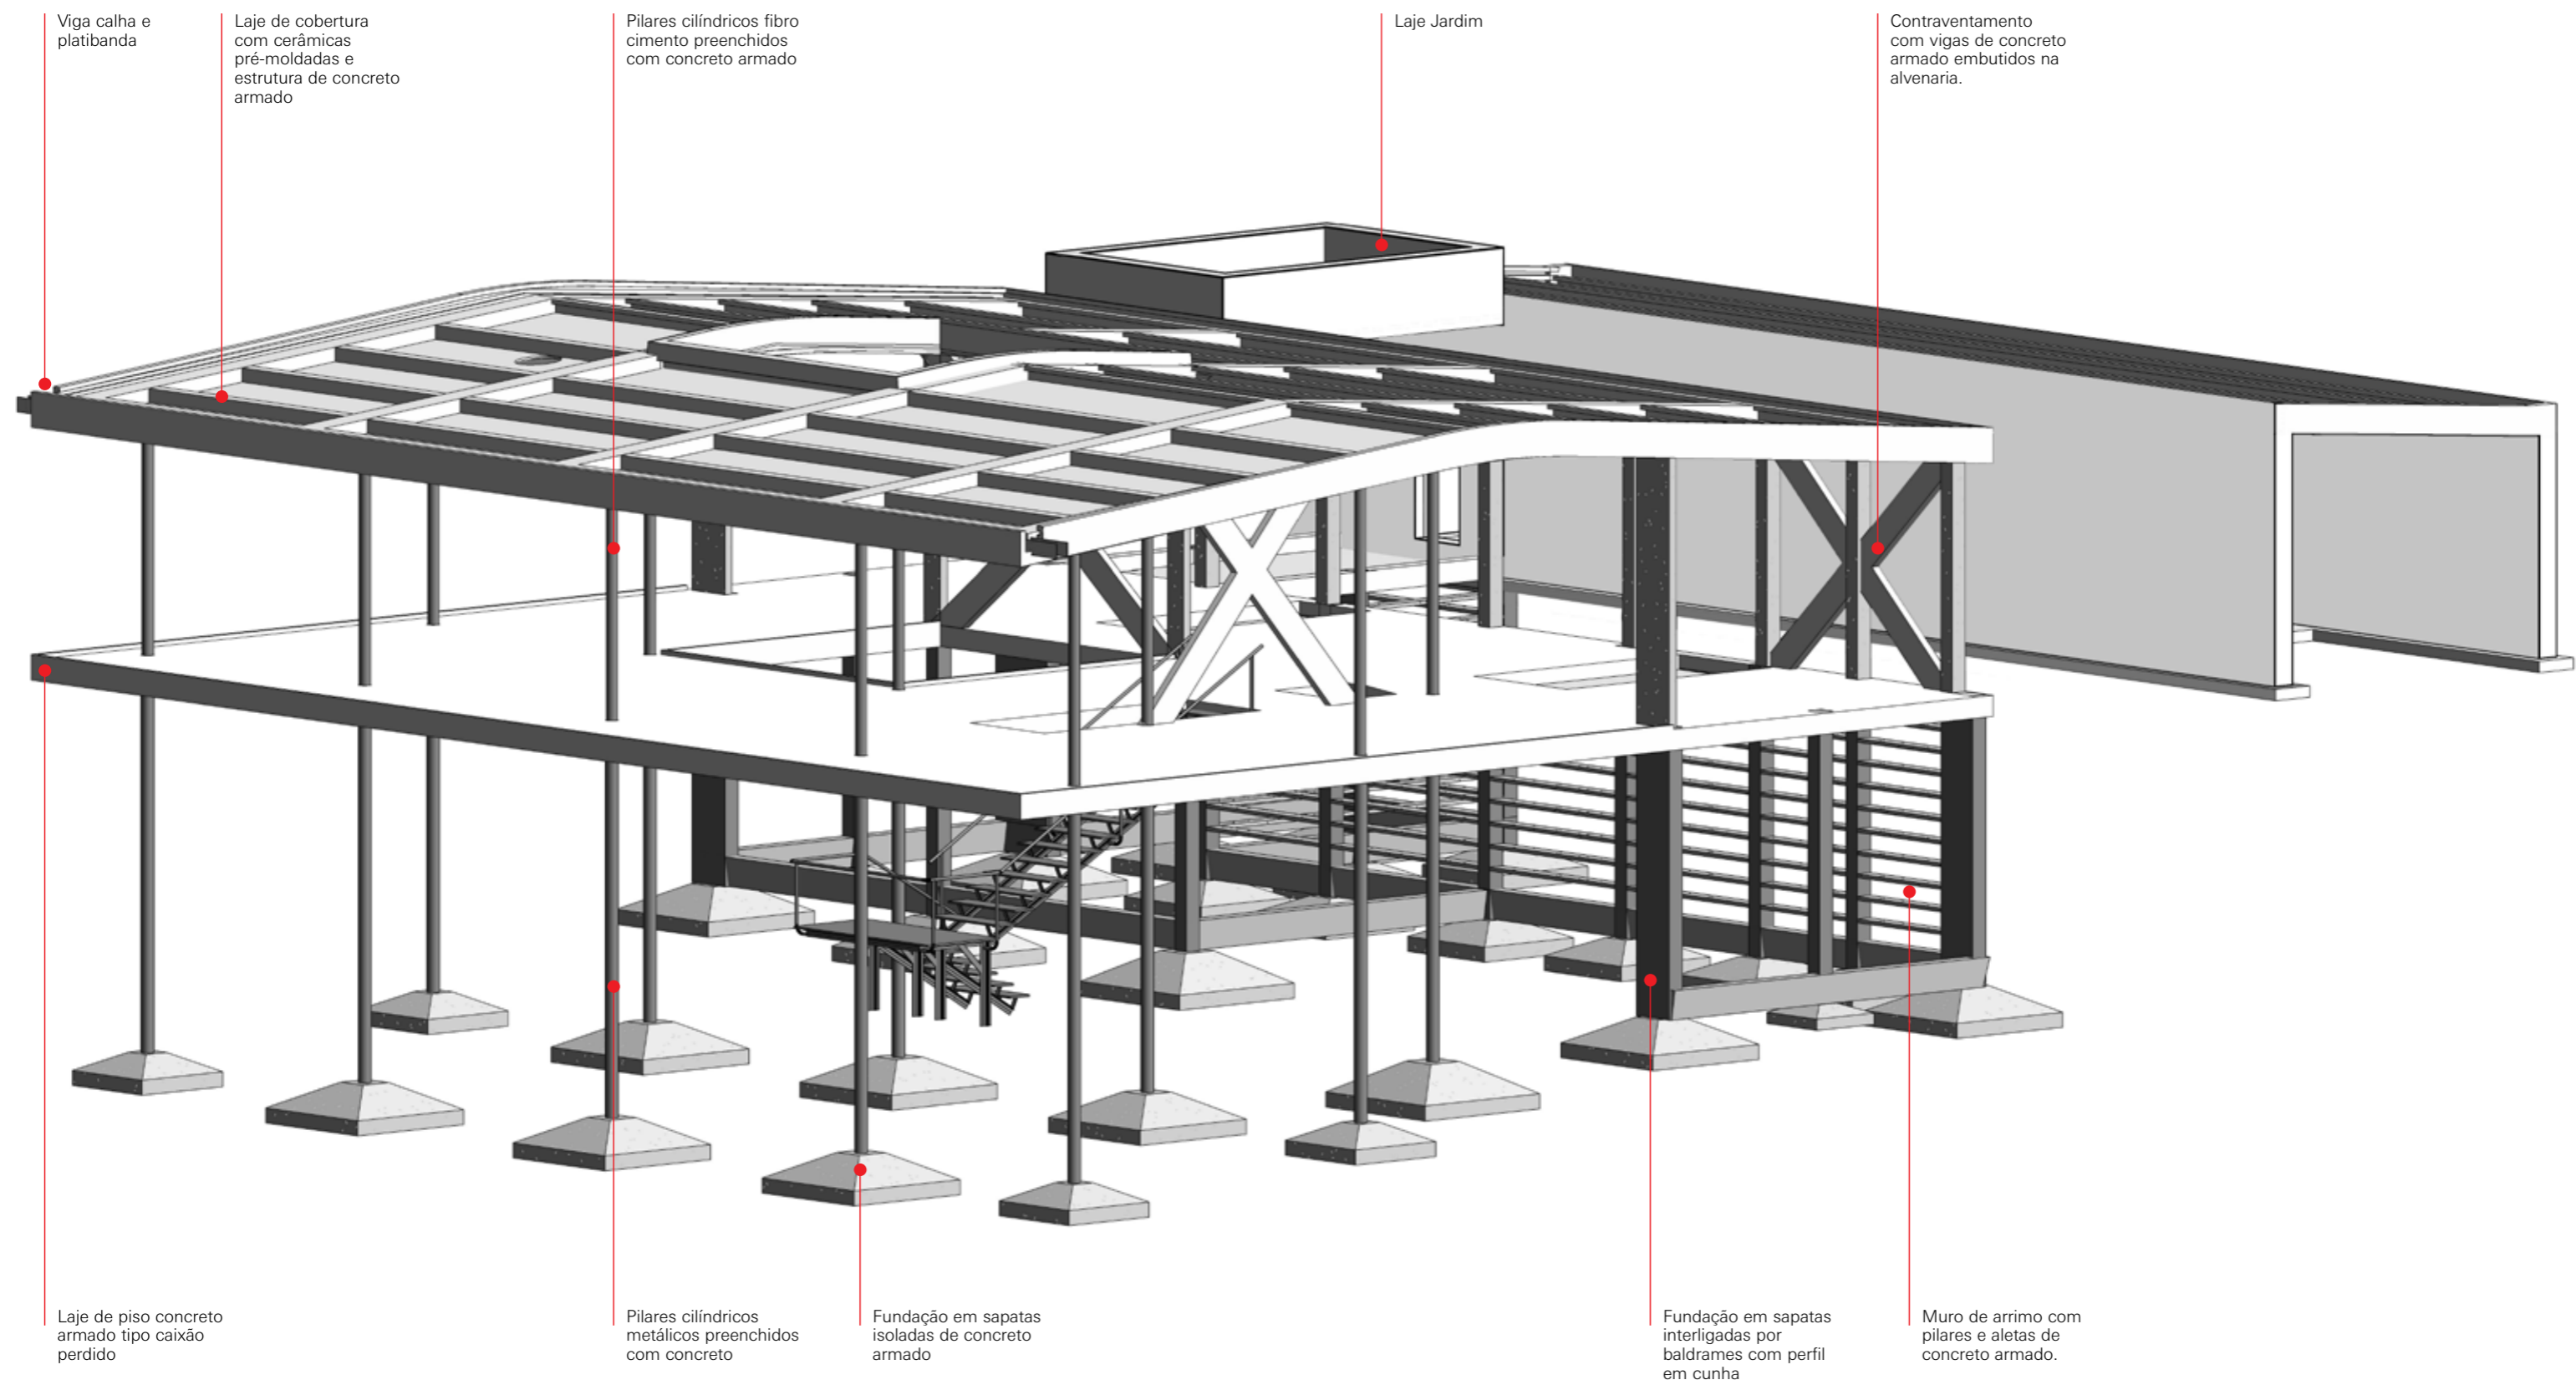 Viga calha e
platibanda
Laje de cobertura
com cerâmicas
pré-moldadas e
estrutura de concreto
armado
Pilares cilíndricos fibro
cimento preenchidos
com concreto armado
Laje Jardim
Contraventamento
com vigas de concreto
armado embutidos na
alvenaria.
Laje de piso concreto
armado tipo caixão
perdido
Pilares cilíndricos
metálicos preenchidos
com concreto
Fundação em sapatas
isoladas de concreto
armado
Fundação em sapatas
interligadas por
baldrames com perfil
em cunha
Muro de arrimo com
pilares e aletas de
concreto armado.